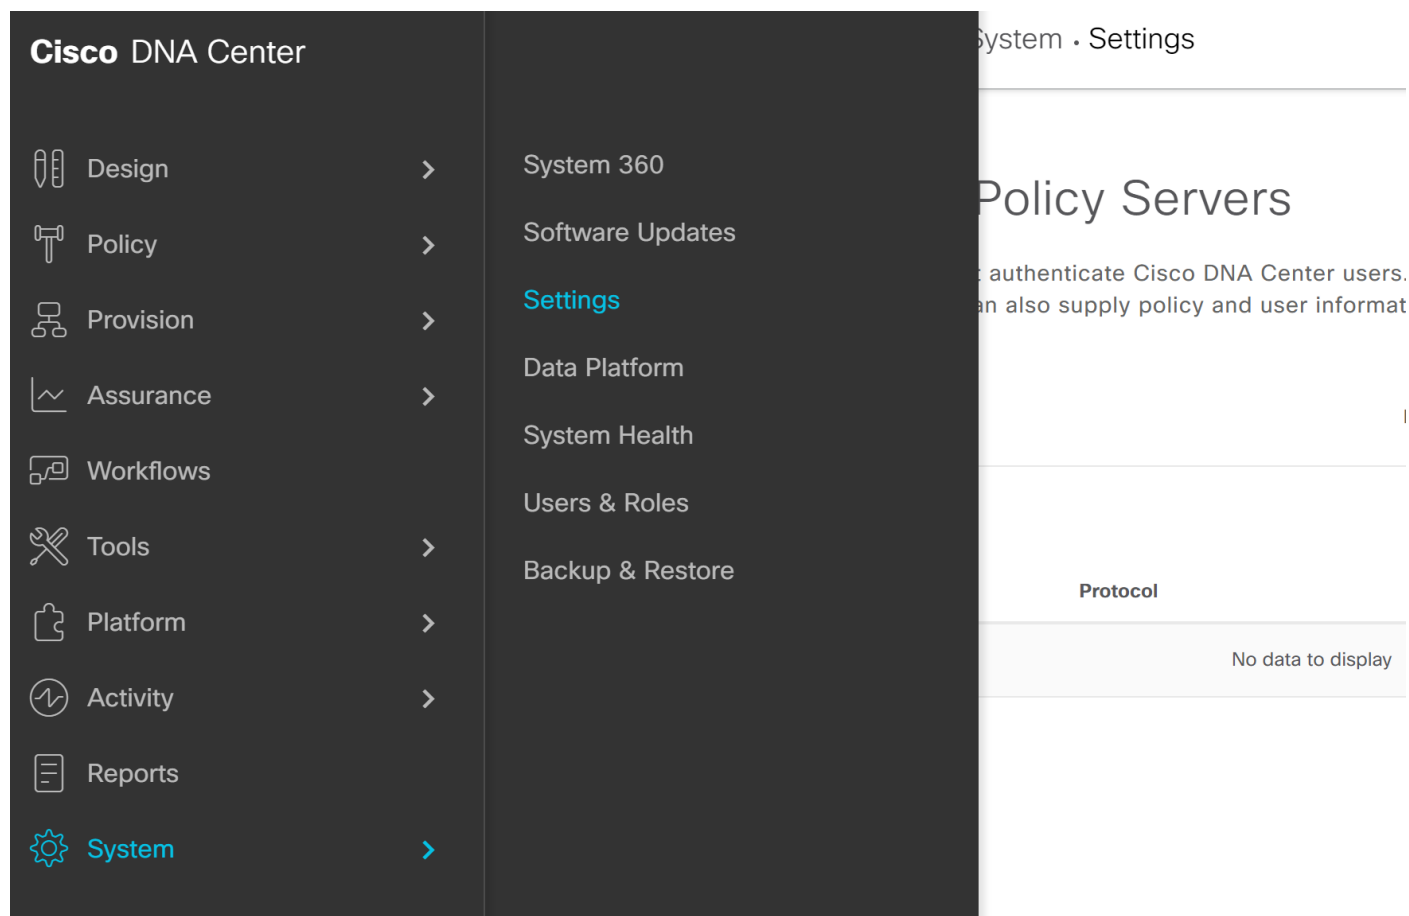 Cisco DNA Center
Design
Policy
Provision
Assurance
Workflows
Tools
Platform
Activity
Reports
System
System 360
Software Updates
Settings
Data Platform
System Health
Users & Roles
Backup & Restore
System · Settings
Policy Servers
authenticate Cisco DNA Center users.
also supply policy and user
Protocol
No data to display